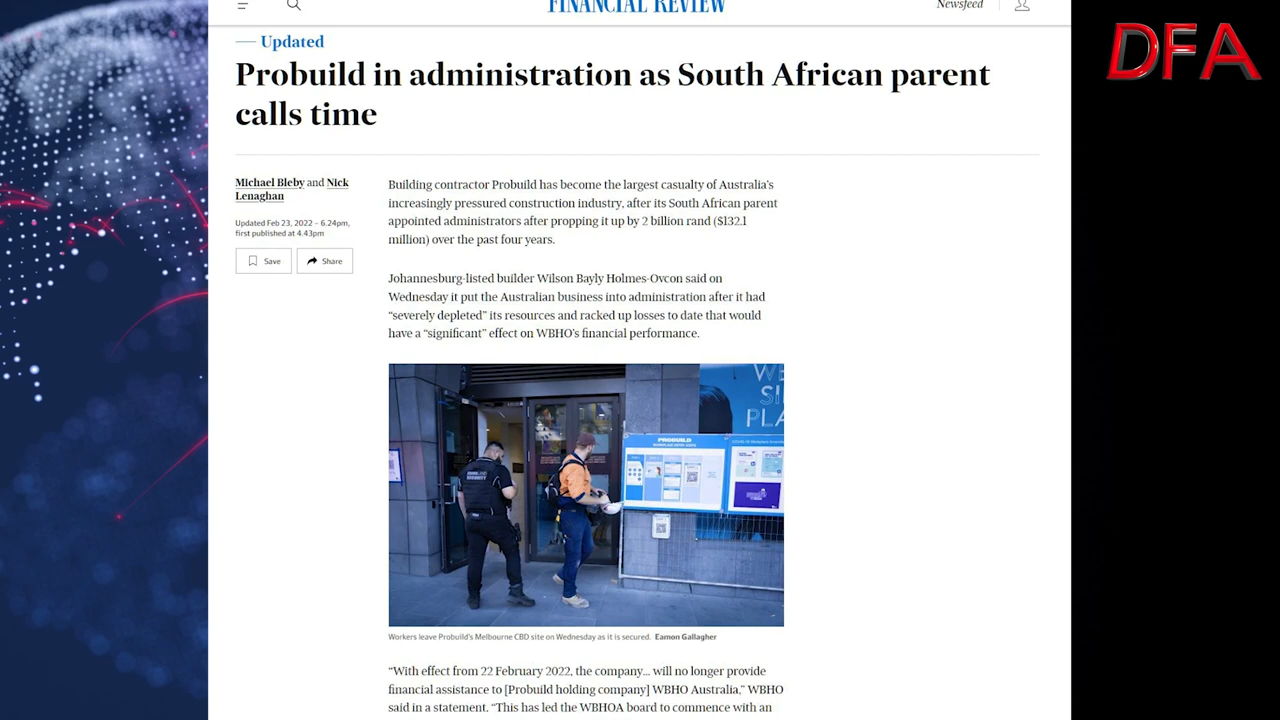 FINANCIAL REVIEW
Newsfeed
DFA
Updated
Probuild in administration as South African parent
calls time
Michael Bleby and Nick
Lenaghan
Updated Feb 23, 2022 – 6.24pm,
first published at 4.43pm
Save
Share
Building contractor Probuild has become the largest casualty of Australia's
increasingly pressured construction industry, after its South African parent
appointed administrators after propping it up by 2 billion rand ($132.1
million) over the past four years.
Johannesburg-listed builder Wilson Bayly Holmes-Ovcon said on
Wednesday it put the Australian business into administration after it had
“severely depleted” its resources and racked up losses to date that would
have a “significant” effect on WBHO's financial performance.
WE
SI
PLA
PROBUILD
SECURITY
Workers leave Probuild's Melbourne CBD site on Wednesday as it is secured. Eamon Gallagher
“With effect from 22 February 2022, the company... will no longer provide
financial assistance to [Probuild holding company] WBHO Australia,” WBHO
said in a statement. “This has led the WBHOA board to commence with an